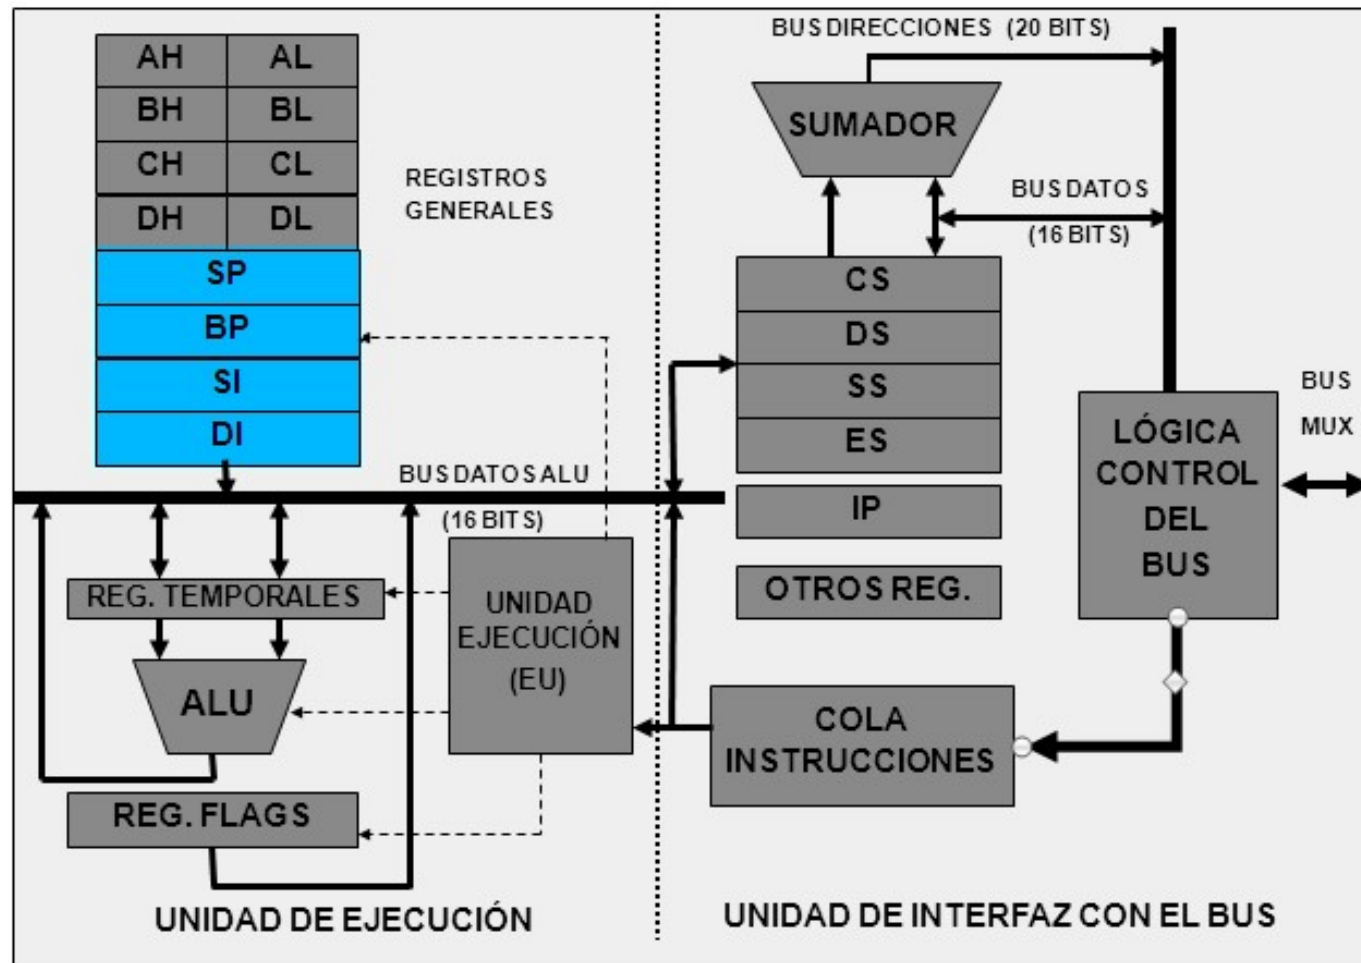 AH AL
BH BL
CH CL
DH DL
SP
BP
SI
DI
REGISTROS
GENERALES
BUS DATOS ALU
(16 BITS)
REG. TEMPORALES
ALU
REG. FLAGS
UNIDAD
EJECUCIÓN
(EU)
UNIDAD DE EJECUCIÓN
BUS DIRECCIONES (20 BITS)
SUMADOR
BUS DATOS
(16 BITS)
CS
DS
SS
ES
IP
OTROS REG.
COLA
INSTRUCCIONES
LÓGICA
CONTROL
DEL
BUS
BUS
MUX
UNIDAD DE INTERFAZ CON EL BUS